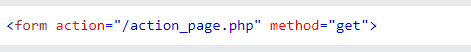 <form action="/action_page.php" method="get">